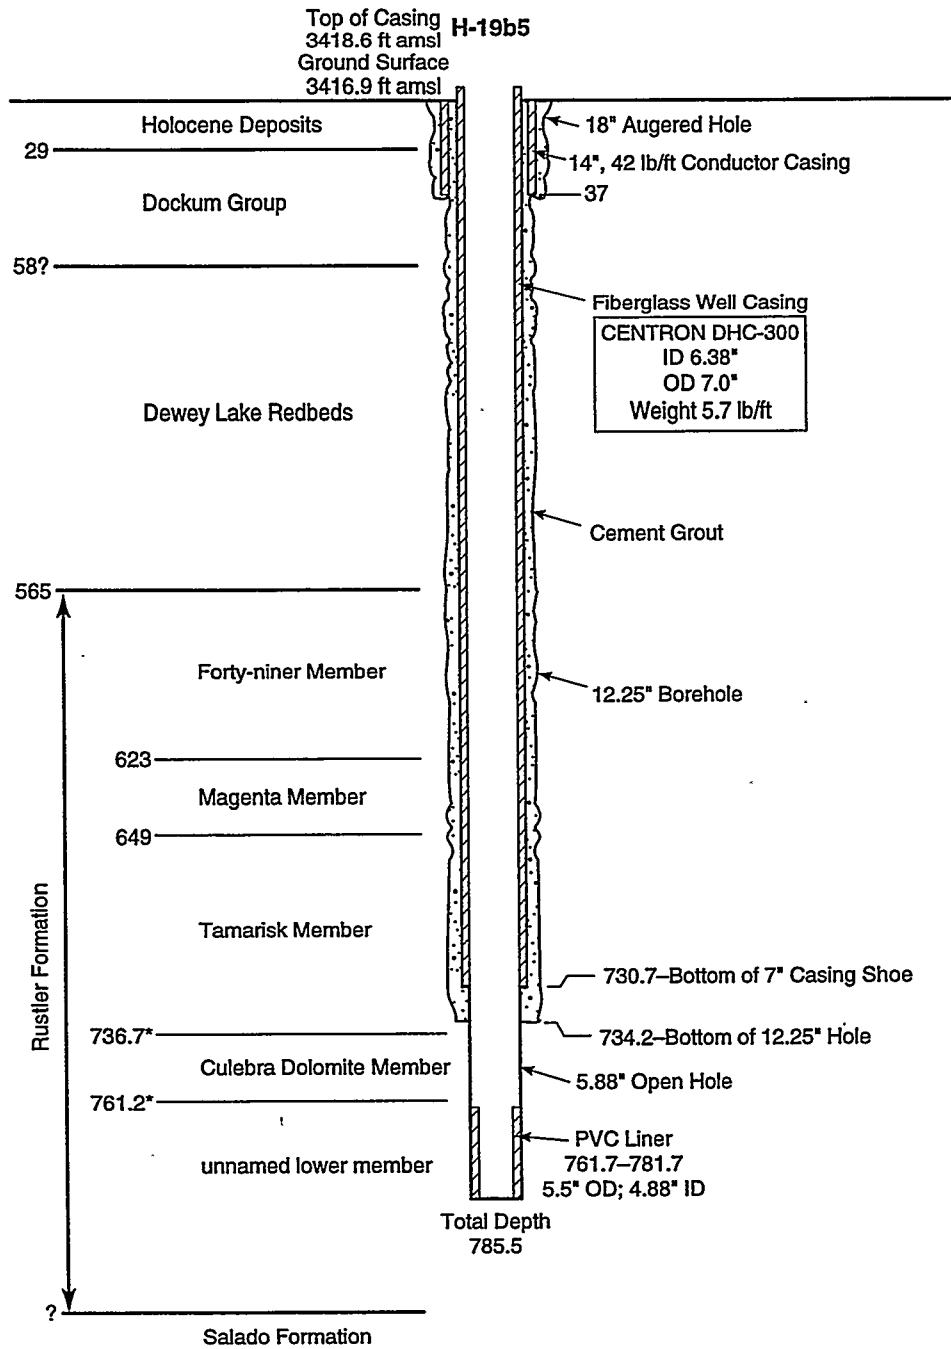 H-19b5
Top of Casing
3418.6 ft amsl
Ground Surface
3416.9 ft amsl
Holocene Deposits
18" Augered Hole
29
14", 42 lb/ft Conductor Casing
37
Dockum Group
58?
Fiberglass Well Casing
CENTRON DHC-300
ID 6.38"
OD 7.0"
Weight 5.7 lb/ft
Dewey Lake Redbeds
Cement Grout
565
Forty-niner Member
12.25" Borehole
623
Magenta Member
649
Rustler Formation
Tamarisk Member
730.7–Bottom of 7" Casing Shoe
736.7*
734.2–Bottom of 12.25" Hole
Culebra Dolomite Member
5.88" Open Hole
761.2*
PVC Liner
761.7–781.7
5.5" OD; 4.88" ID
unnamed lower member
Total Depth
785.5
?
Salado Formation